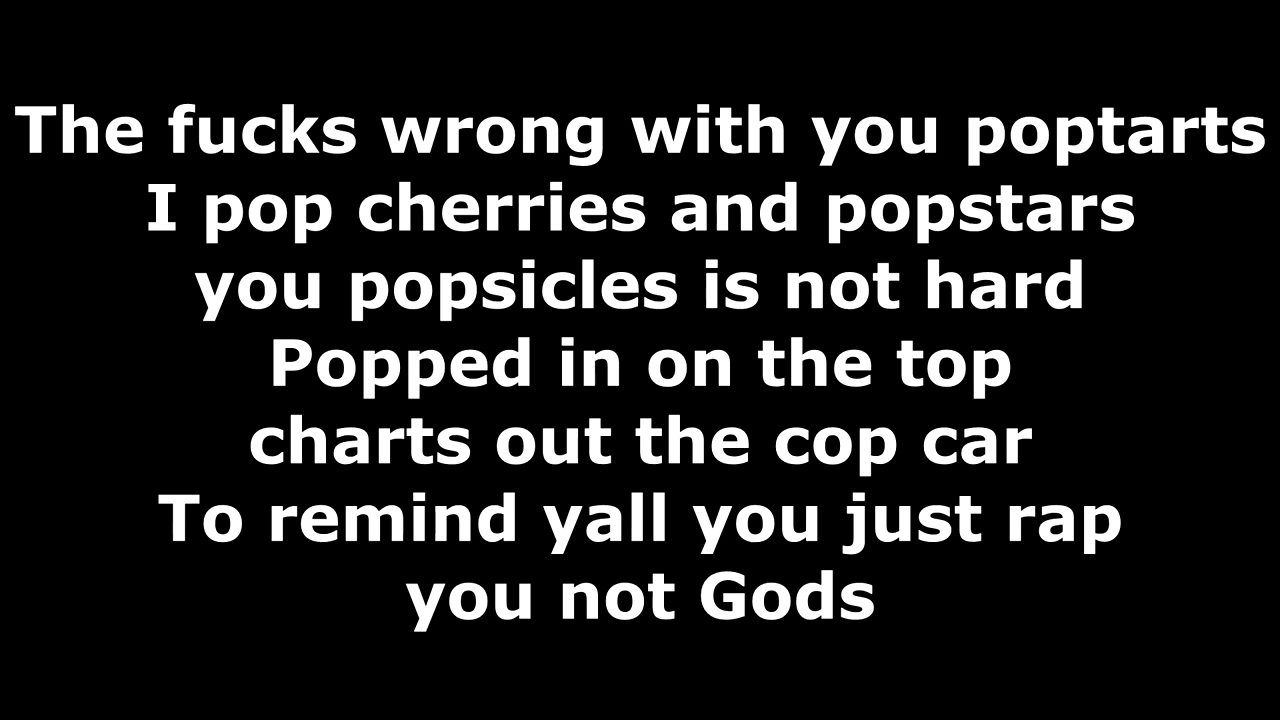 The fucks wrong with you poptarts
I pop cherries and popstars
you popsicles is not hard
Popped in on the top
charts out the cop car
To remind yall you just rap
you not Gods